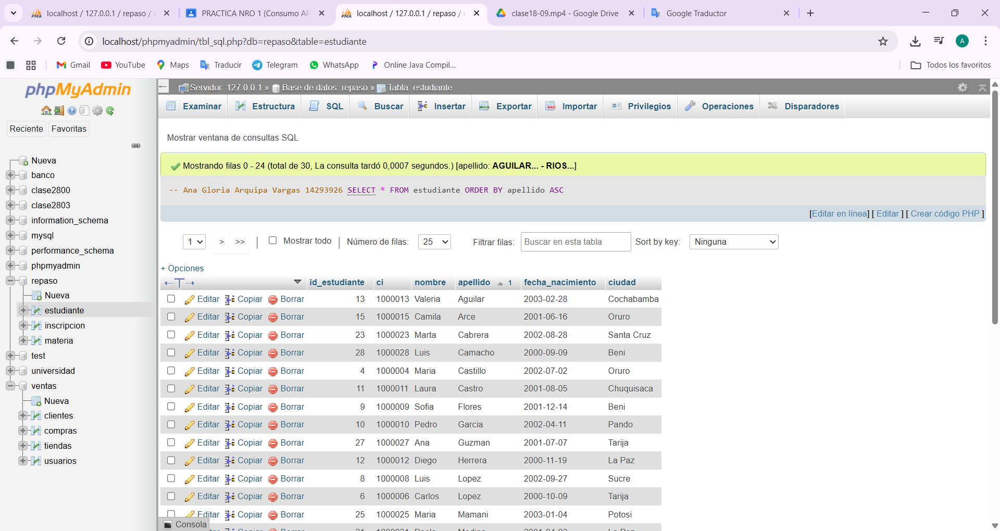 localhost / 127.0.0.1 / repaso /
PRACTICA NRO 1 (Consumo AP
localhost / 127.0.0.1 / repaso /
clase18-09.mp4 - Google Drive
Google Traductor
localhost/phpmyadmin/tbl_sql.php?db=repaso&table=estudiante
A
Gmail
YouTube
Maps
Traducir
Telegram
WhatsApp
Online Java Compil...
Todos los favoritos
phpMyAdmin
Reciente
Favoritas
Nueva
banco
clase2800
clase2803
information_schema
mysql
performance_schema
phpmyadmin
repaso
Nueva
estudiante
inscripcion
materia
test
universidad
ventas
Nueva
clientes
compras
tiendas
usuarios
Servidor: 127.0.0.1 » Base de datos: repaso » Tabla: estudiante
Examinar
Estructura
SQL
Buscar
Insertar
Exportar
Importar
Privilegios
Operaciones
Disparadores
Mostrar ventana de consultas SQL
Mostrando filas 0 - 24 (total de 30, La consulta tardó 0,0007 segundos.) [apellido: AGUILAR... - RIOS...]
-- Ana Gloria Arquipa Vargas 14293926 SELECT * FROM estudiante ORDER BY apellido ASC
[Editar en línea] [ Editar ] [ Crear código PHP ]
1 > >> | Mostrar todo | Número de filas: 25 Filtrar filas: Buscar en esta tabla Sort by key: Ninguna
+ Opciones
id_estudiante ci nombre apellido 1 fecha_nacimiento ciudad
Editar Copiar Borrar 13 1000013 Valeria Aguilar 2003-02-28 Cochabamba
Editar Copiar Borrar 15 1000015 Camila Arce 2001-06-16 Oruro
Editar Copiar Borrar 23 1000023 Marta Cabrera 2002-08-28 Santa Cruz
Editar Copiar Borrar 28 1000028 Luis Camacho 2000-09-09 Beni
Editar Copiar Borrar 4 1000004 Maria Castillo 2002-07-02 Oruro
Editar Copiar Borrar 11 1000011 Laura Castro 2001-08-05 Chuquisaca
Editar Copiar Borrar 9 1000009 Sofia Flores 2001-12-14 Beni
Editar Copiar Borrar 10 1000010 Pedro Garcia 2002-04-11 Pando
Editar Copiar Borrar 27 1000027 Ana Guzman 2001-07-07 Tarija
Editar Copiar Borrar 12 1000012 Diego Herrera 2000-11-19 La Paz
Editar Copiar Borrar 8 1000008 Luis Lopez 2002-09-27 Sucre
Editar Copiar Borrar 6 1000006 Carlos Lopez 2000-10-09 Tarija
Editar Copiar Borrar 25 1000025 Maria Mamani 2003-01-04 Potosi
Consola